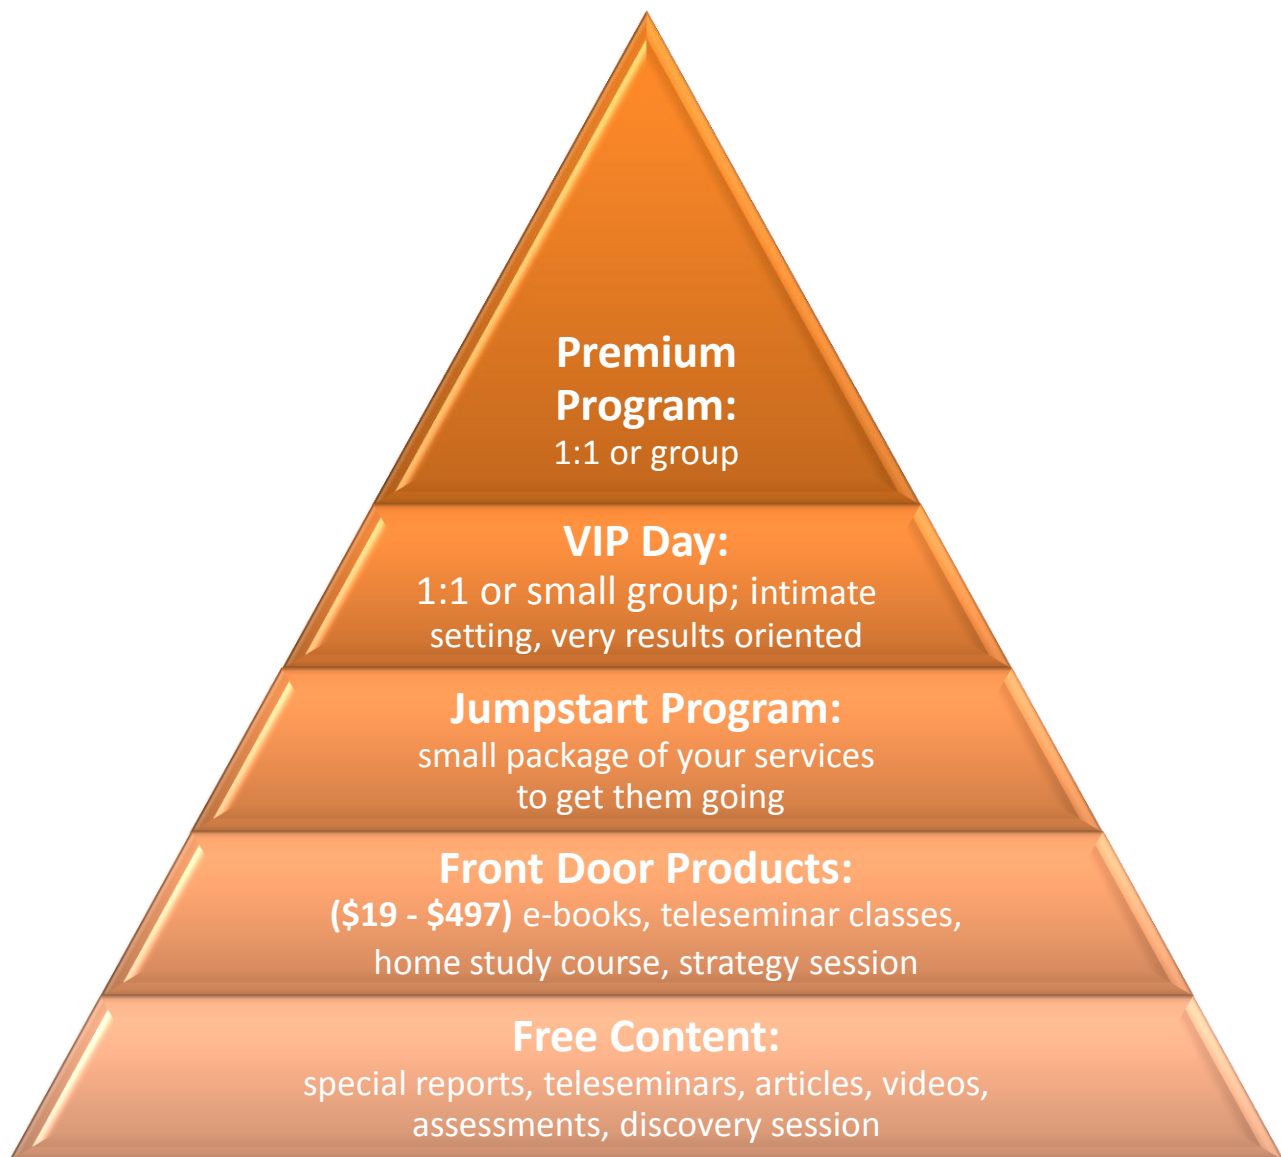 Premium
Program:
1:1 or group
VIP Day:
1:1 or small group; intimate
setting, very results oriented
Jumpstart Program:
small package of your services
to get them going
Front Door Products:
($19 - $497) e-books, teleseminar classes,
home study course, strategy session
Free Content:
special reports, teleseminars, articles, videos,
assessments, discovery session